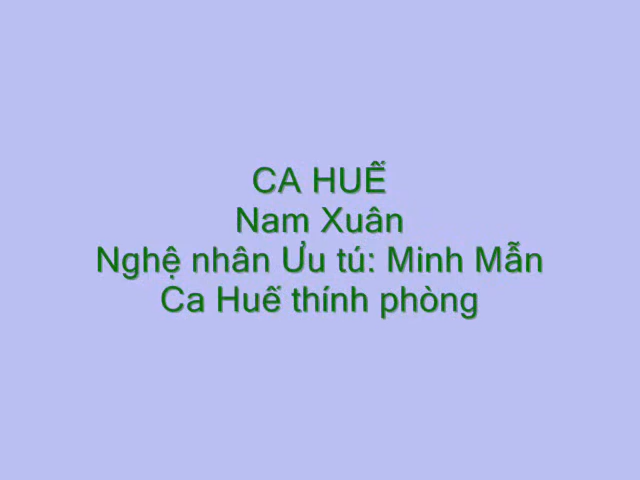 CA HUẾ
Nam Xuân
Nghệ nhân Ưu tú: Minh Mẫn
Ca Huế thính phòng